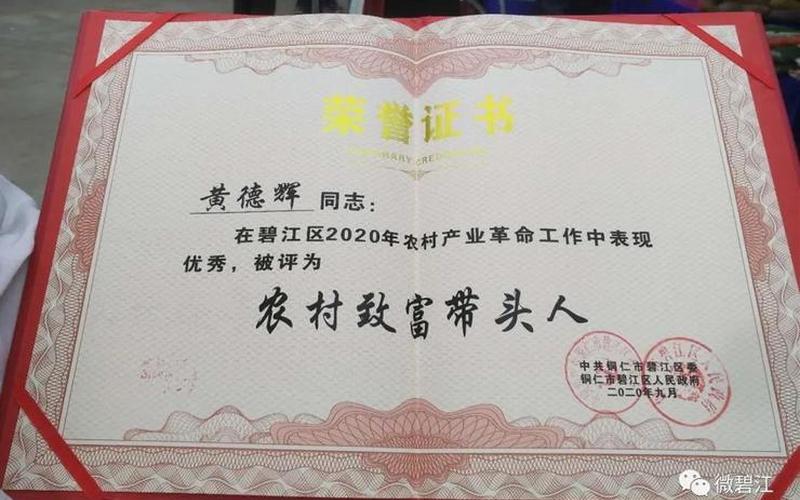 荣誉证书
黄德辉同志：
在碧江区2020年农村产业革命工作中表现
优秀，被评为
农村致富带头人
中共铜仁市碧江区委
铜仁市碧江区人民政府
二〇二〇年九月
微碧江